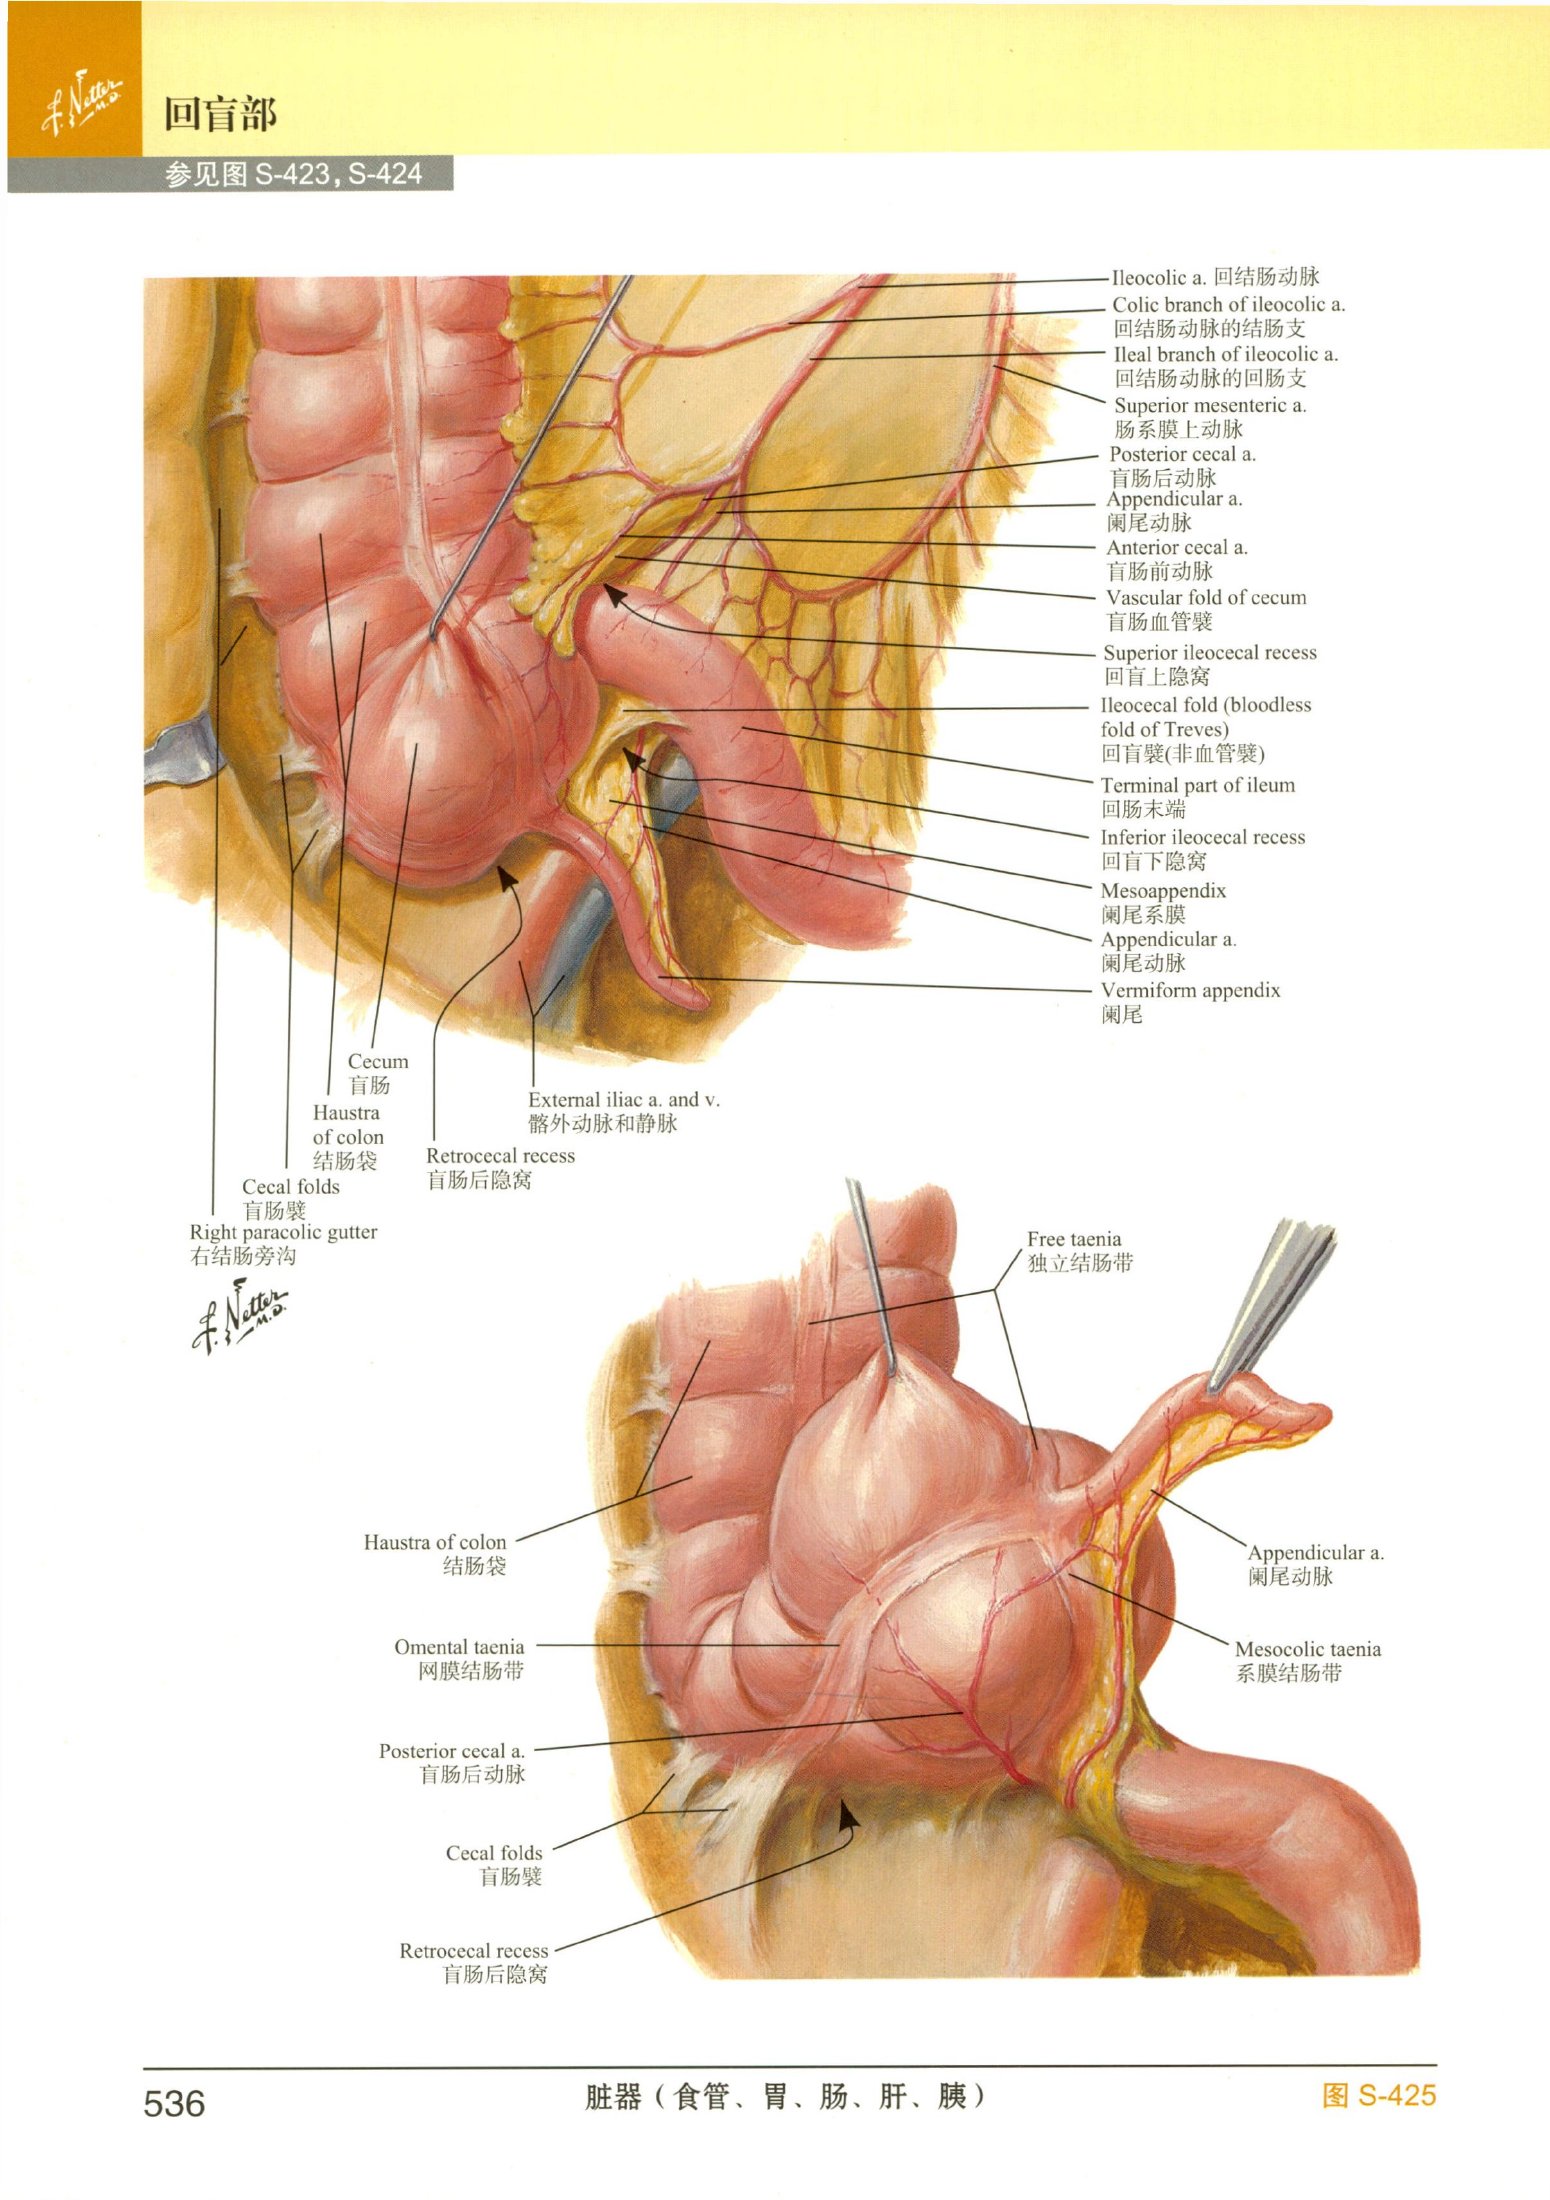 F. Netter M.D.
回盲部
参见图 S-423, S-424
Ileocolic a. 回结肠动脉
Colic branch of ileocolic a.
回结肠动脉的结肠支
Ileal branch of ileocolic a.
回结肠动脉的回肠支
Superior mesenteric a.
肠系膜上动脉
Posterior cecal a.
盲肠后动脉
Appendicular a.
阑尾动脉
Anterior cecal a.
盲肠前动脉
Vascular fold of cecum
盲肠血管襞
Superior ileocecal recess
回盲上隐窝
Ileocecal fold (bloodless
fold of Treves)
回盲襞(非血管襞)
Terminal part of ileum
回肠末端
Inferior ileocecal recess
回盲下隐窝
Mesoappendix
阑尾系膜
Appendicular a.
阑尾动脉
Vermiform appendix
阑尾
Cecum
盲肠
Haustra
of colon
结肠袋
External iliac a. and v.
髂外动脉和静脉
Retrocecal recess
盲肠后隐窝
Cecal folds
盲肠襞
Right paracolic gutter
右结肠旁沟
F. Netter M.D.
Free taenia
独立结肠带
Haustra of colon
结肠袋
Appendicular a.
阑尾动脉
Omental taenia
网膜结肠带
Mesocolic taenia
系膜结肠带
Posterior cecal a.
盲肠后动脉
Cecal folds
盲肠襞
Retrocecal recess
盲肠后隐窝
536
脏器（食管、胃、肠、肝、胰）
图 S-425